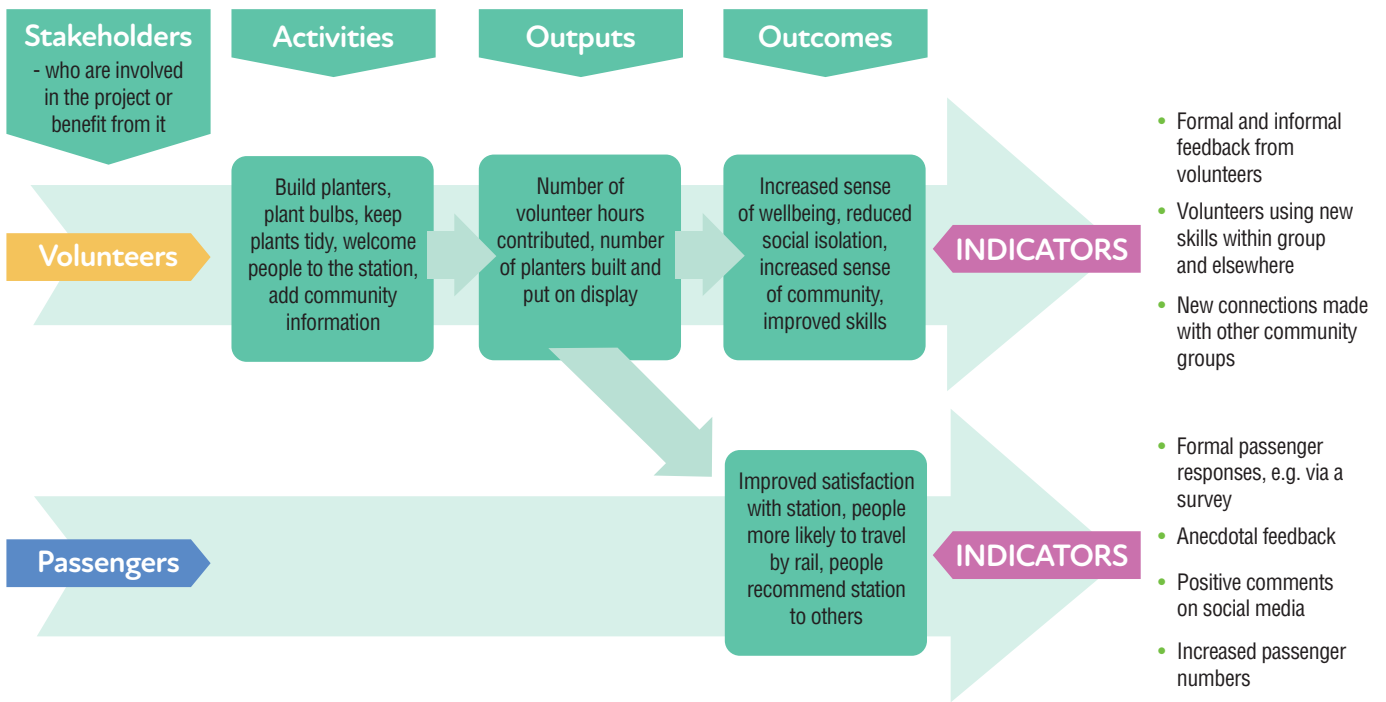 Stakeholders
- who are involved
in the project or
benefit from it
Activities
Outputs
Outcomes
Volunteers
Build planters,
plant bulbs, keep
plants tidy, welcome
people to the station,
add community
information
Number of
volunteer hours
contributed, number
of planters built and
put on display
Increased sense
of wellbeing, reduced
social isolation,
increased sense
of community,
improved skills
INDICATORS
• Formal and informal
feedback from
volunteers
• Volunteers using new
skills within group
and elsewhere
• New connections made
with other community
groups
Passengers
Improved satisfaction
with station, people
more likely to travel
by rail, people
recommend station
to others
INDICATORS
• Formal passenger
responses, e.g. via a
survey
• Anecdotal feedback
• Positive comments
on social media
• Increased passenger
numbers